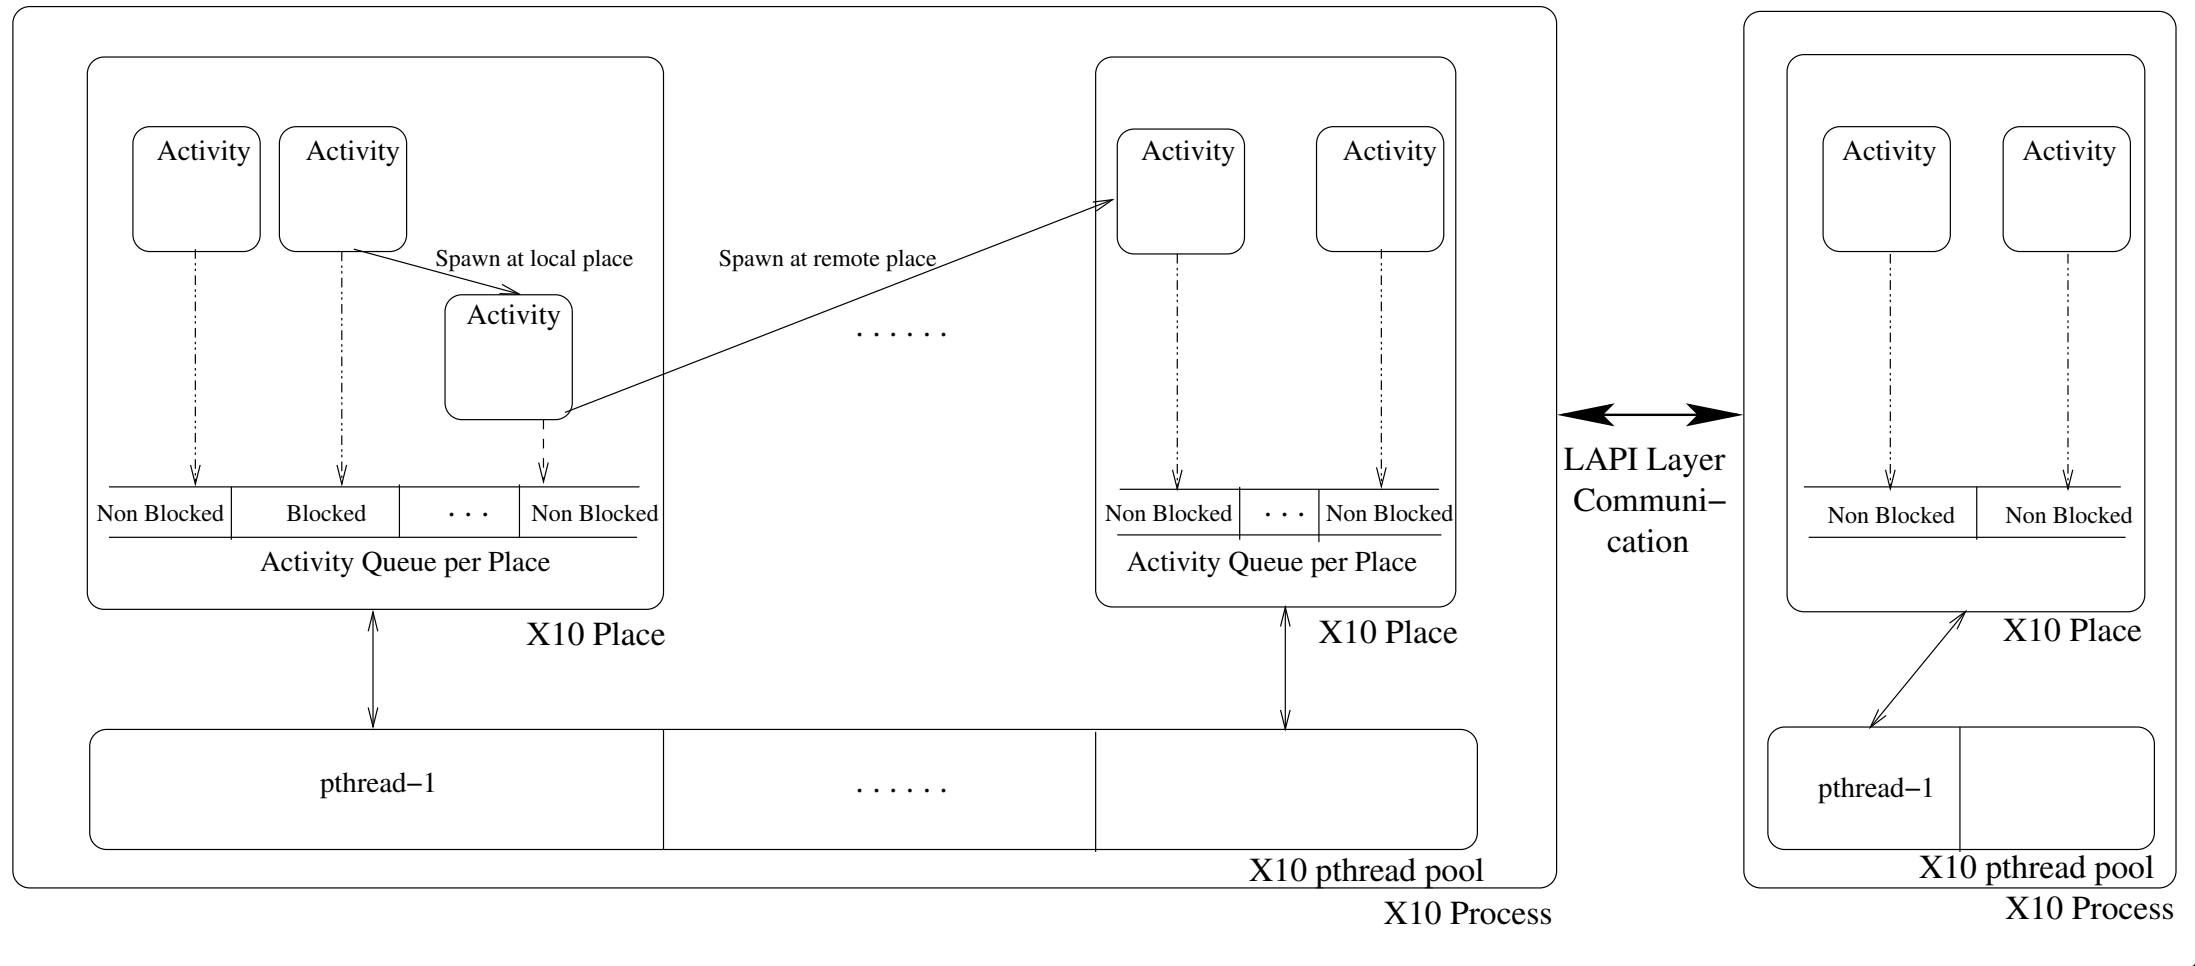 Activity
Activity
Activity
Activity
Activity
Activity
Spawn at local place
Spawn at remote place
Activity
. . . . . .
LAPI Layer
Communi−
cation
Non Blocked
Blocked
. . .
Non Blocked
Non Blocked
. . .
Non Blocked
Non Blocked
Non Blocked
Activity Queue per Place
Activity Queue per Place
X10 Place
X10 Place
X10 Place
pthread−1
. . . . . .
pthread−1
X10 pthread pool
X10 pthread pool
X10 Process
X10 Process